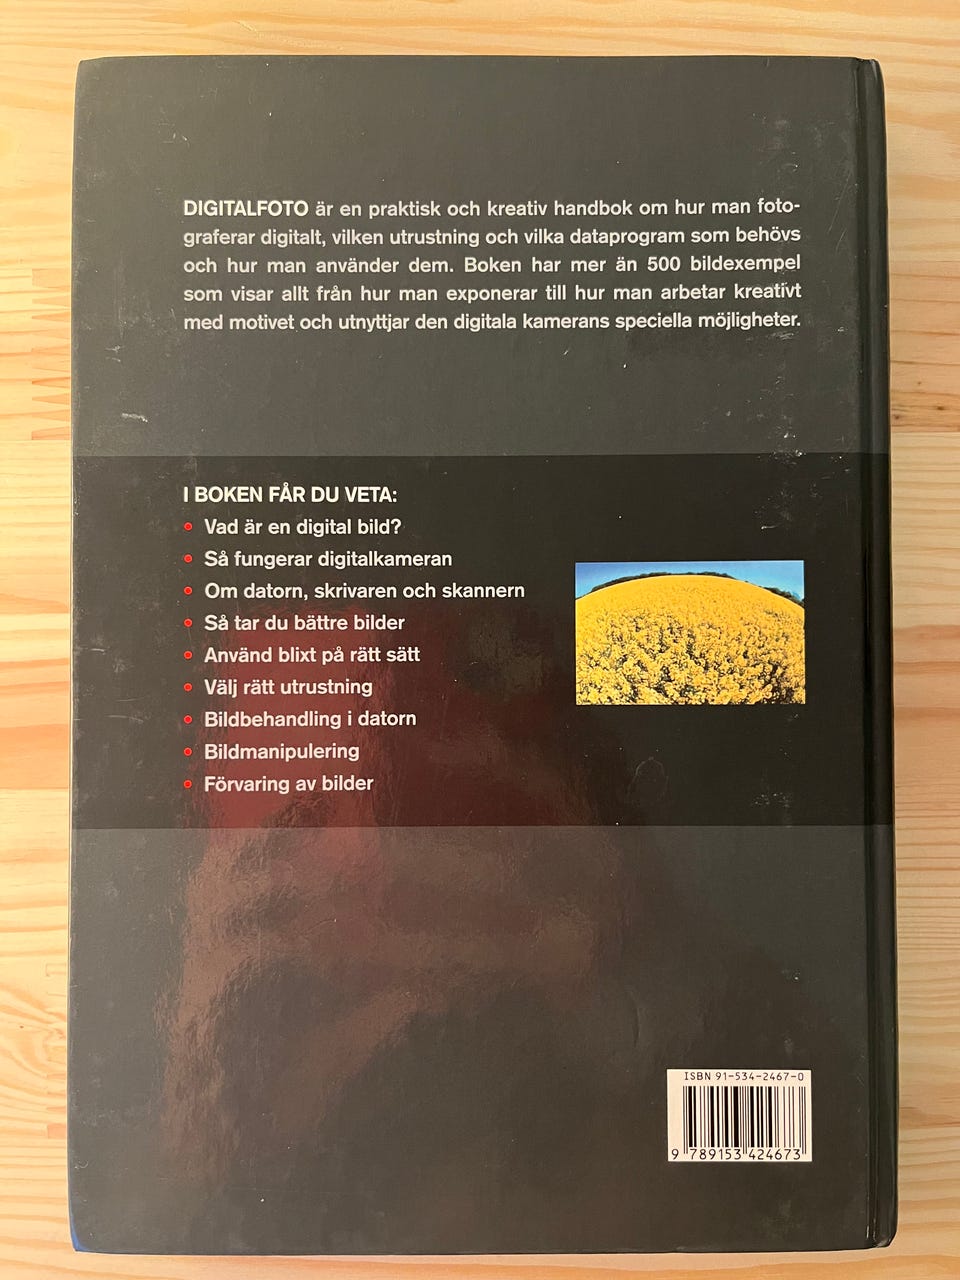 DIGITALFOTO är en praktisk och kreativ handbok om hur man foto-
graferar digitalt, vilken utrustning och vilka dataprogram som behövs
och hur man använder dem. Boken har mer än 500 bildexempel
som visar allt från hur man exponerar till hur man arbetar kreativt
med motivet och utnyttjar den digitala kamerans speciella möjligheter.
I BOKEN FÅR DU VETA:
• Vad är en digital bild?
• Så fungerar digitalkameran
• Om datorn, skrivaren och skannern
• Så tar du bättre bilder
• Använd blixt på rätt sätt
• Välj rätt utrustning
• Bildbehandling i datorn
• Bildmanipulering
• Förvaring av bilder
ISBN 91-534-2467-0
9 789153 424673